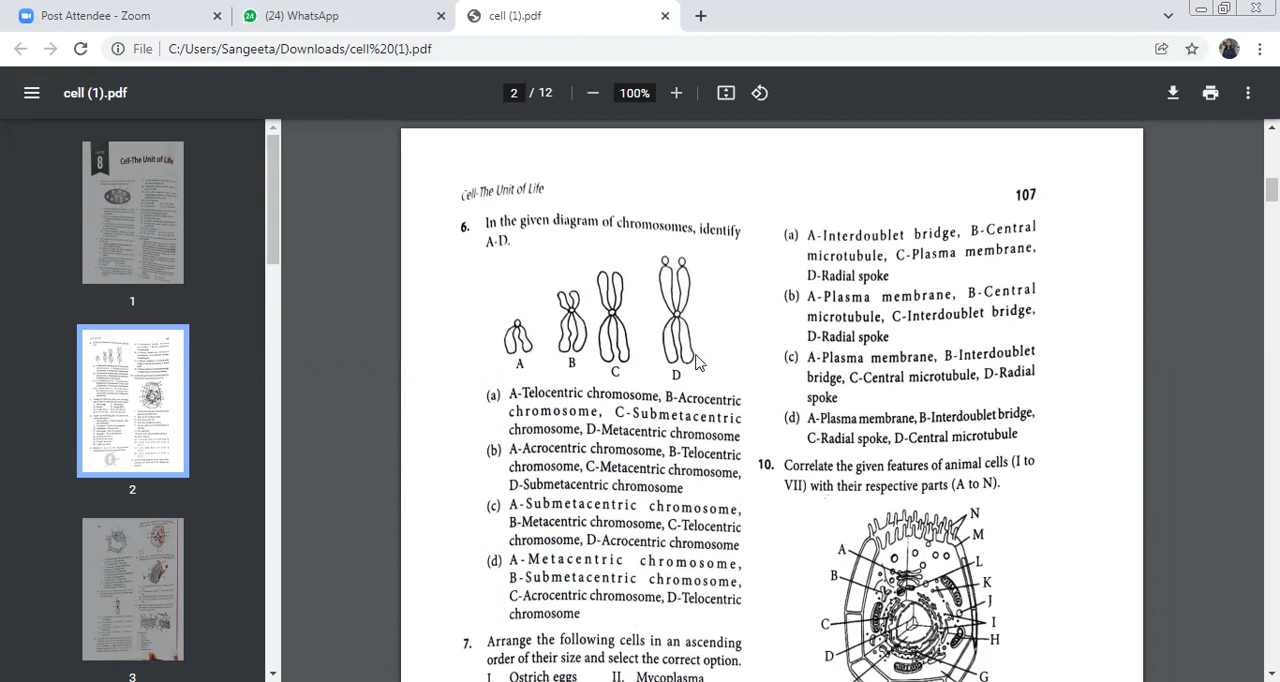 Post Attendee - Zoom
(24) WhatsApp
cell (1).pdf
File C:/Users/Sangeeta/Downloads/cell%20(1).pdf
cell (1).pdf
2 / 12
100%
8
Cell-The Unit of Life
1
2
3
Cell-The Unit of Life
107
6. In the given diagram of chromosomes, identify
A-D.
A
B
C
D
(a) A-Telocentric chromosome, B-Acrocentric
chromosome, C-Submetacentric
chromosome, D-Metacentric chromosome
(b) A-Acrocentric chromosome, B-Telocentric
chromosome, C-Metacentric chromosome,
D-Submetacentric chromosome
(c) A-Submetacentric chromosome,
B-Metacentric chromosome, C-Telocentric
chromosome, D-Acrocentric chromosome
(d) A-Metacentric chromosome,
B-Submetacentric chromosome,
C-Acrocentric chromosome, D-Telocentric
chromosome
7. Arrange the following cells in an ascending
order of their size and select the correct option.
I. Ostrich eggs II. Mycoplasma
(a) A-Interdoublet bridge, B-Central
microtubule, C-Plasma membrane,
D-Radial spoke
(b) A-Plasma membrane, B-Central
microtubule, C-Interdoublet bridge,
D-Radial spoke
(c) A-Plasma membrane, B-Interdoublet
bridge, C-Central microtubule, D-Radial
spoke
(d) A-Plasma membrane, B-Interdoublet bridge,
C-Radial spoke, D-Central microtubule
10. Correlate the given features of animal cells (I to
VII) with their respective parts (A to N).
N
M
A
L
B
K
J
C
I
H
D
G